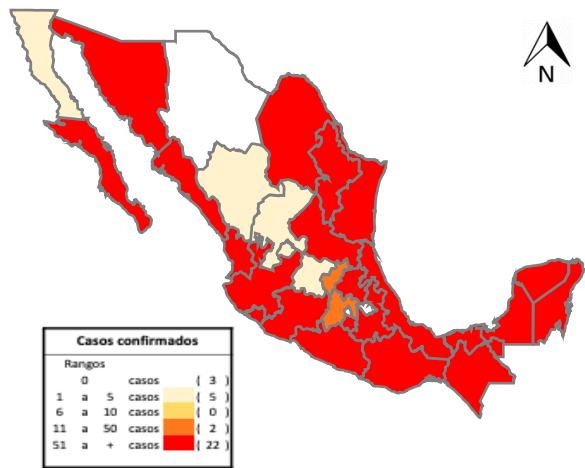 N
Casos confirmados
Rangos
0 casos ( 3 )
1 a 5 casos ( 5 )
6 a 10 casos ( 0 )
11 a 50 casos ( 2 )
51 a + casos ( 22 )